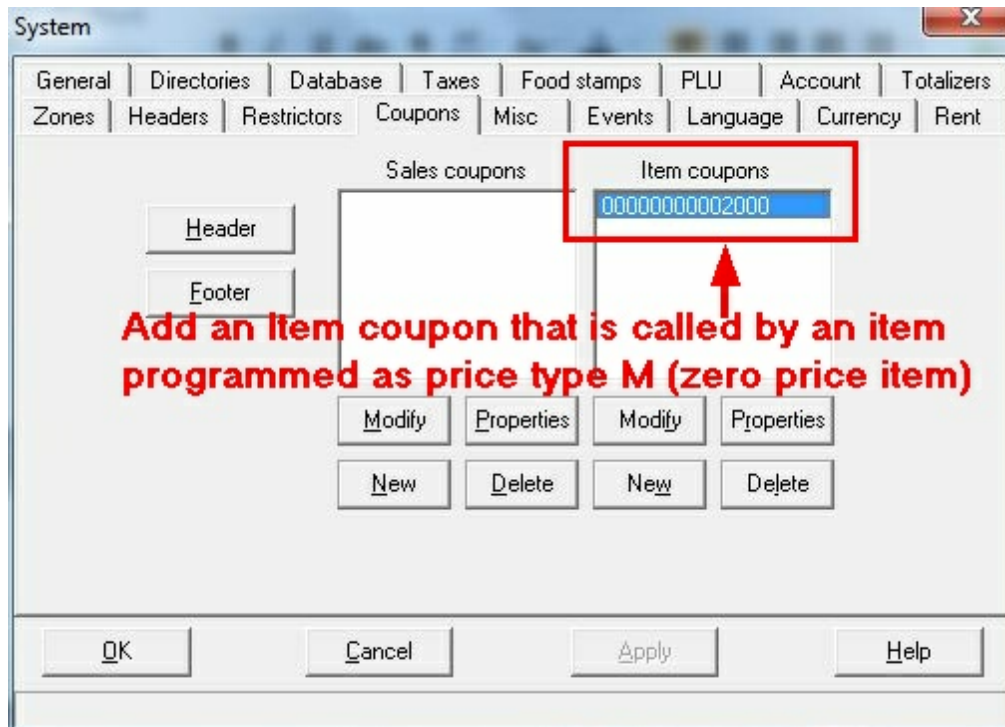 System
General Directories Database Taxes Food stamps PLU Account Totalizers
Zones Headers Restrictors Coupons Misc Events Language Currency Rent
Sales coupons Item coupons
00000000002000
Header
Footer
Add an Item coupon that is called by an item
programmed as price type M (zero price item)
Modify Properties Modify Properties
New Delete New Delete
OK Cancel Apply Help